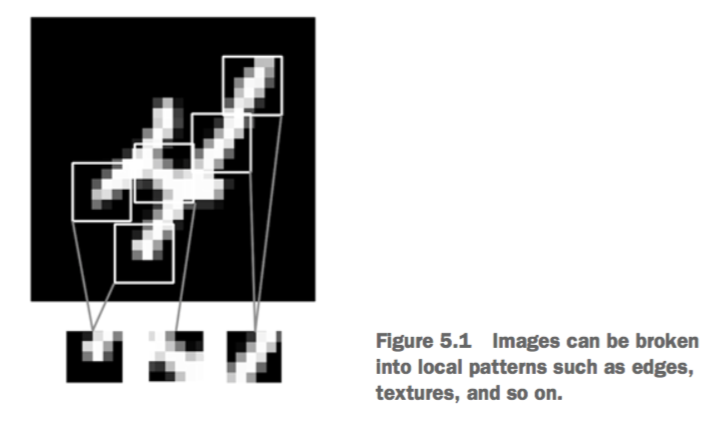 Figure 5.1 Images can be broken
into local patterns such as edges,
textures, and so on.